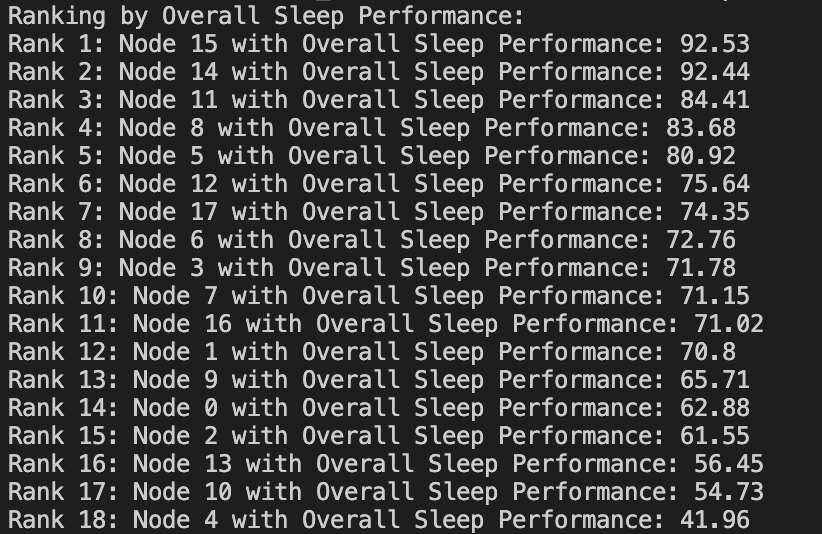 Ranking by Overall Sleep Performance:
Rank 1: Node 15 with Overall Sleep Performance: 92.53
Rank 2: Node 14 with Overall Sleep Performance: 92.44
Rank 3: Node 11 with Overall Sleep Performance: 84.41
Rank 4: Node 8 with Overall Sleep Performance: 83.68
Rank 5: Node 5 with Overall Sleep Performance: 80.92
Rank 6: Node 12 with Overall Sleep Performance: 75.64
Rank 7: Node 17 with Overall Sleep Performance: 74.35
Rank 8: Node 6 with Overall Sleep Performance: 72.76
Rank 9: Node 3 with Overall Sleep Performance: 71.78
Rank 10: Node 7 with Overall Sleep Performance: 71.15
Rank 11: Node 16 with Overall Sleep Performance: 71.02
Rank 12: Node 1 with Overall Sleep Performance: 70.8
Rank 13: Node 9 with Overall Sleep Performance: 65.71
Rank 14: Node 0 with Overall Sleep Performance: 62.88
Rank 15: Node 2 with Overall Sleep Performance: 61.55
Rank 16: Node 13 with Overall Sleep Performance: 56.45
Rank 17: Node 10 with Overall Sleep Performance: 54.73
Rank 18: Node 4 with Overall Sleep Performance: 41.96